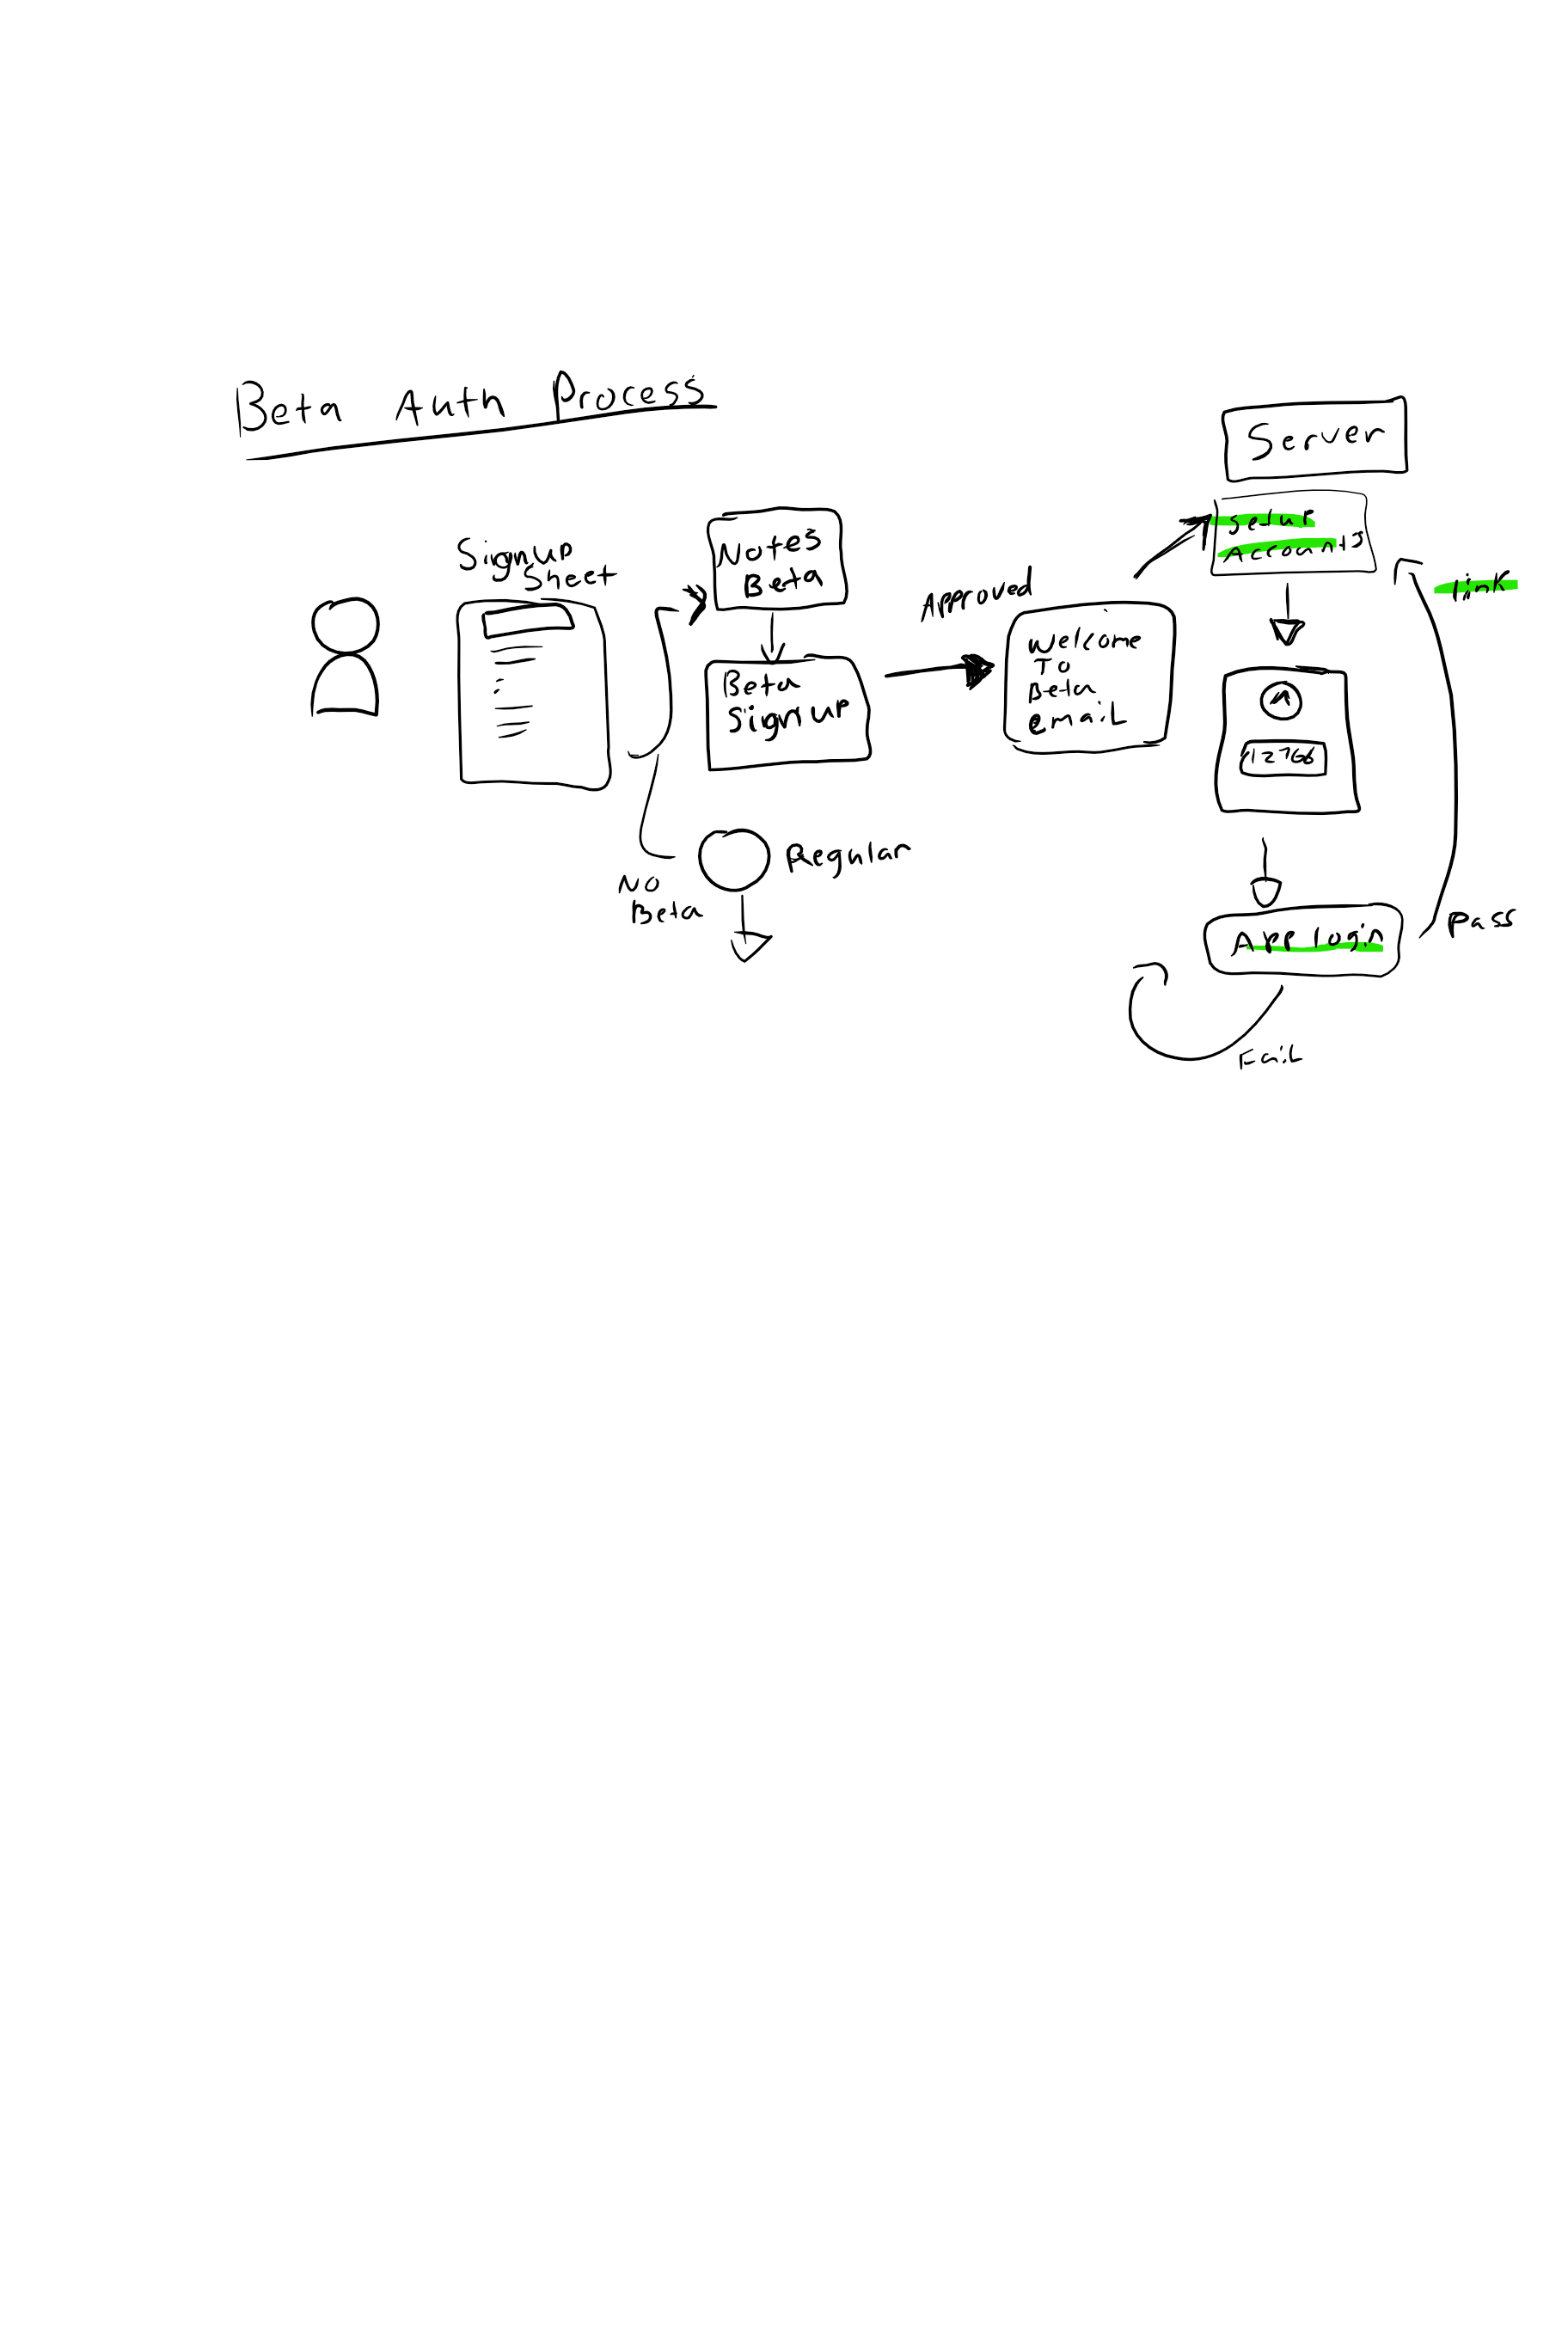 Beta Auth Process
Server
Setup
Accounts
Signup
Sheet
Notes
Beta
Approved
link
Welcome
To
Beta
email
Beta
Signup
No
Beta
Regular
App login
Pass
Fail